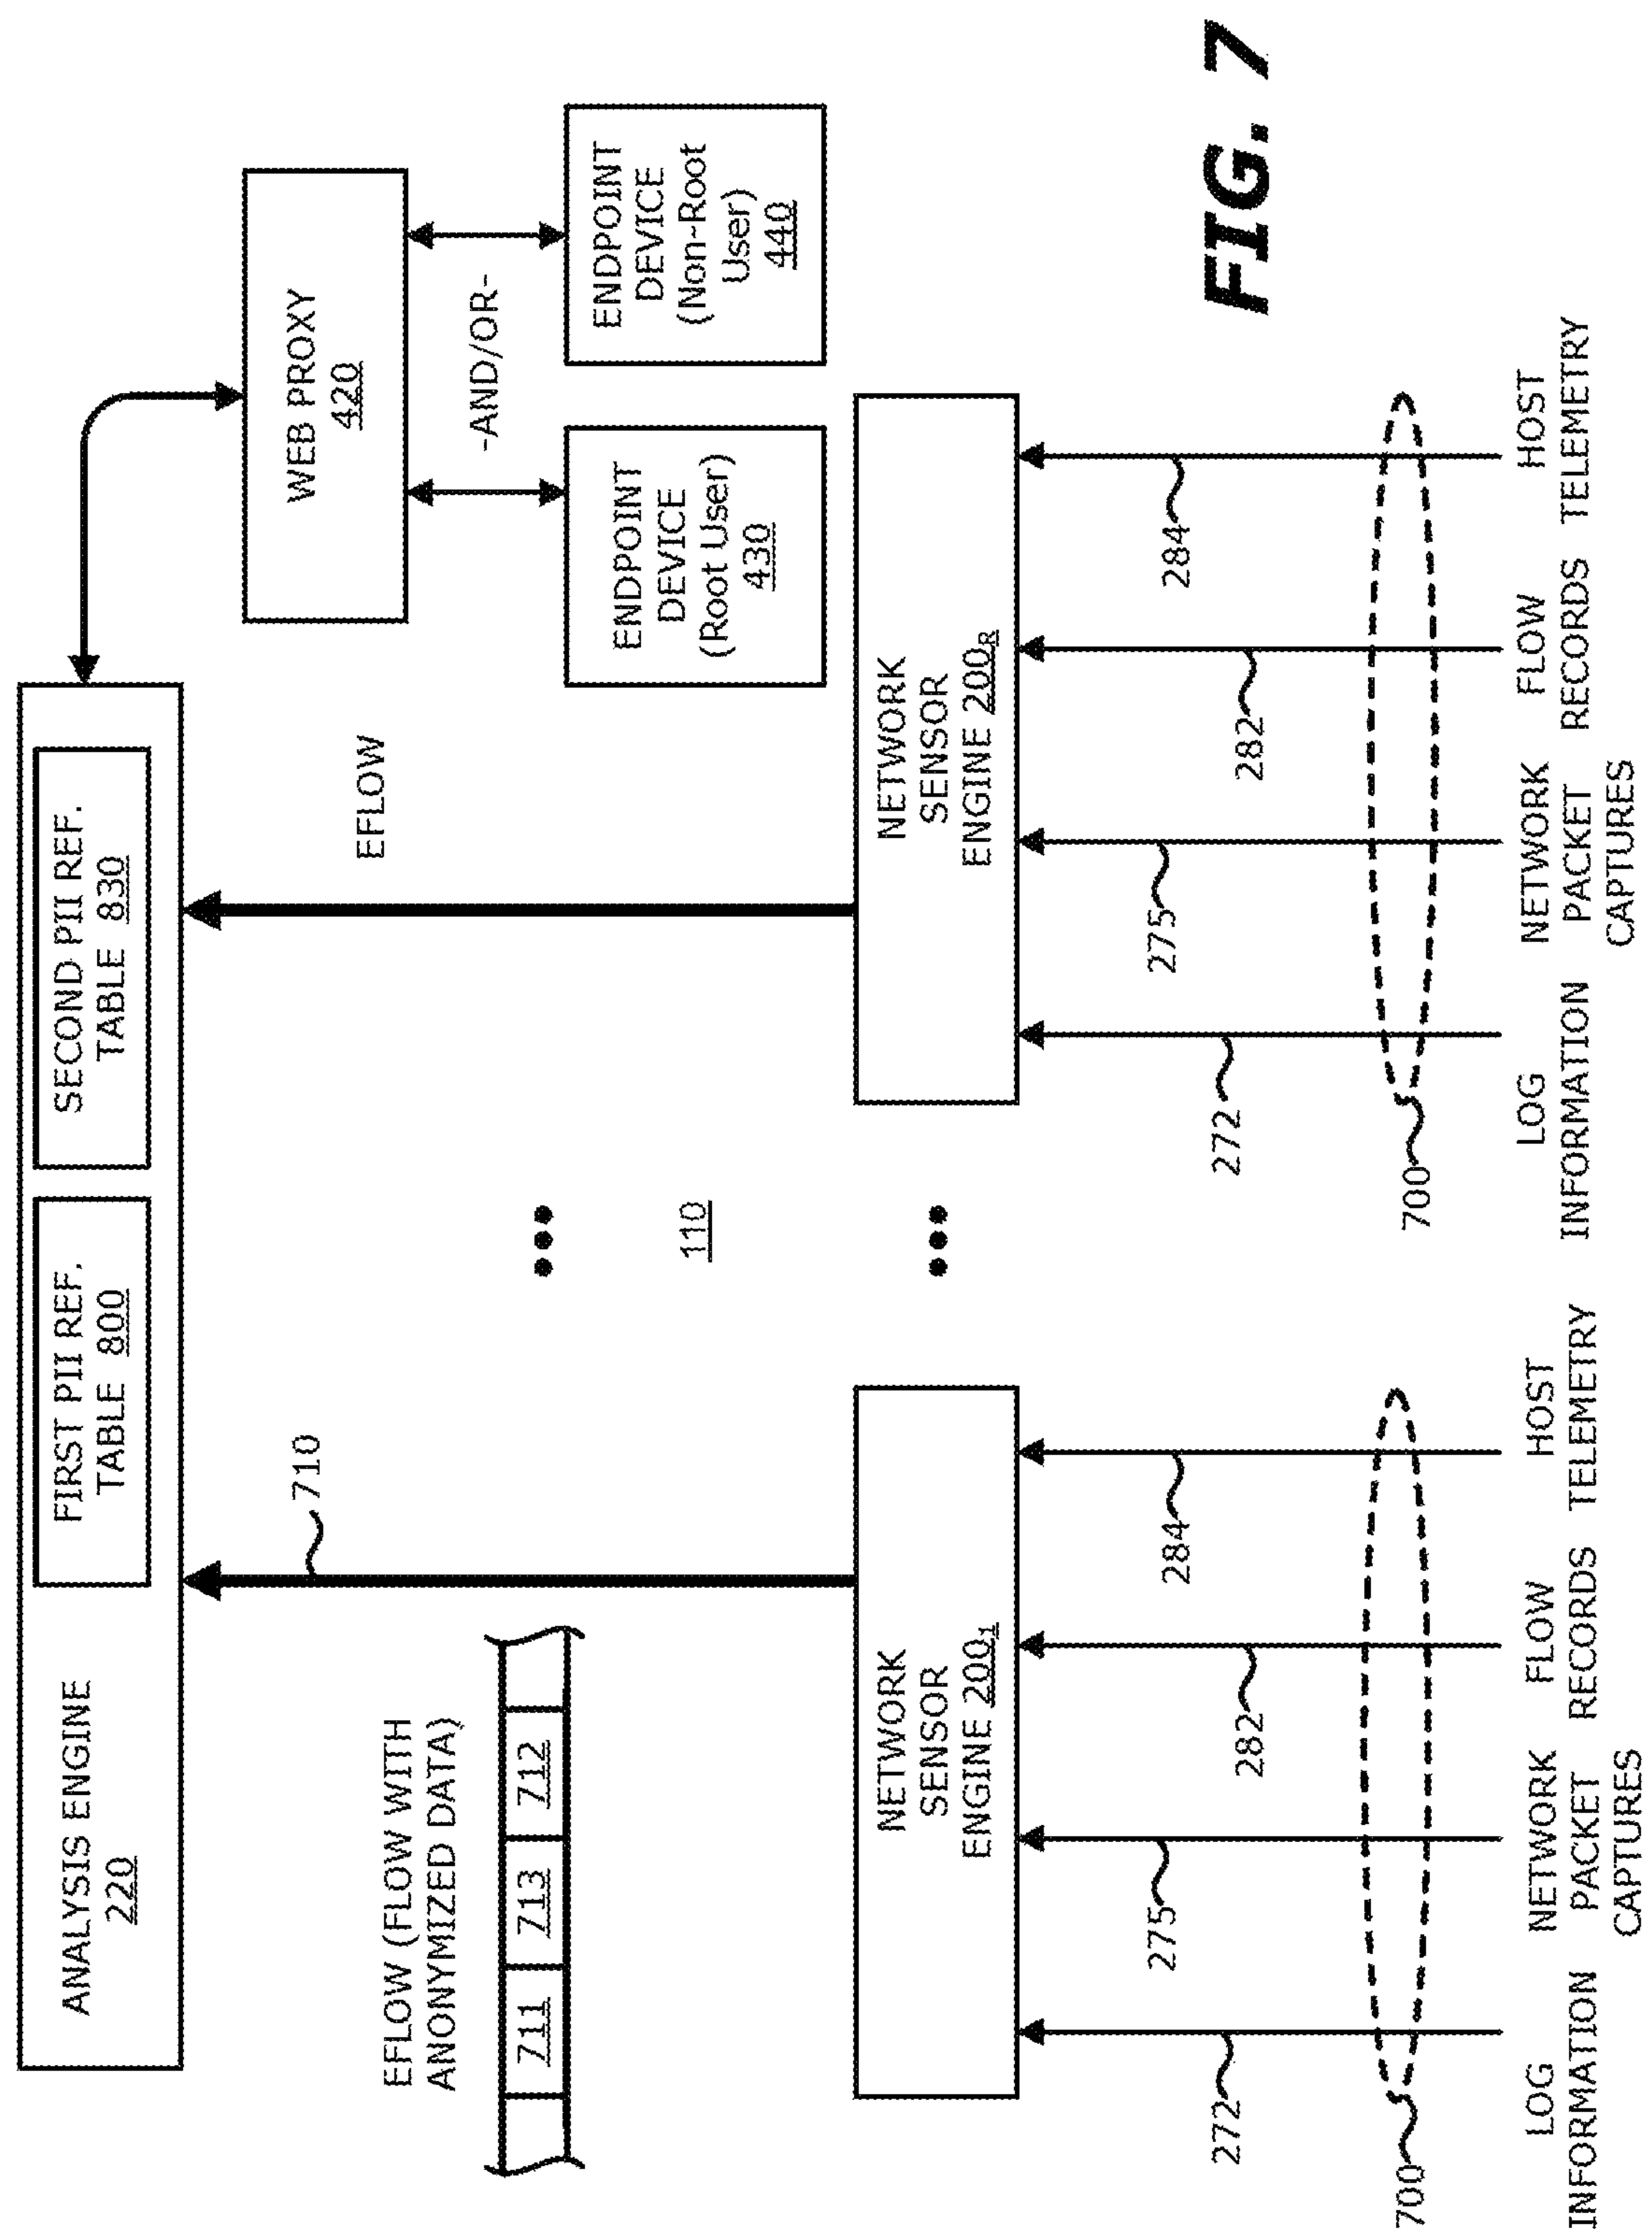 ANALYSIS ENGINE
220
FIRST PII REF.
TABLE 800
SECOND PII REF.
TABLE 830
WEB PROXY
420
-AND/OR-
ENDPOINT
DEVICE
(Root User)
430
ENDPOINT
DEVICE
(Non-Root
User)
440
710
EFLOW
EFLOW (FLOW WITH
ANONYMIZED DATA)
711
713
712
110
NETWORK
SENSOR
ENGINE 2001
NETWORK
SENSOR
ENGINE 200R
272
275
282
284
272
275
282
284
700
700
LOG
INFORMATION
NETWORK
PACKET
CAPTURES
FLOW
RECORDS
HOST
TELEMETRY
LOG
INFORMATION
NETWORK
PACKET
CAPTURES
FLOW
RECORDS
HOST
TELEMETRY
FIG. 7